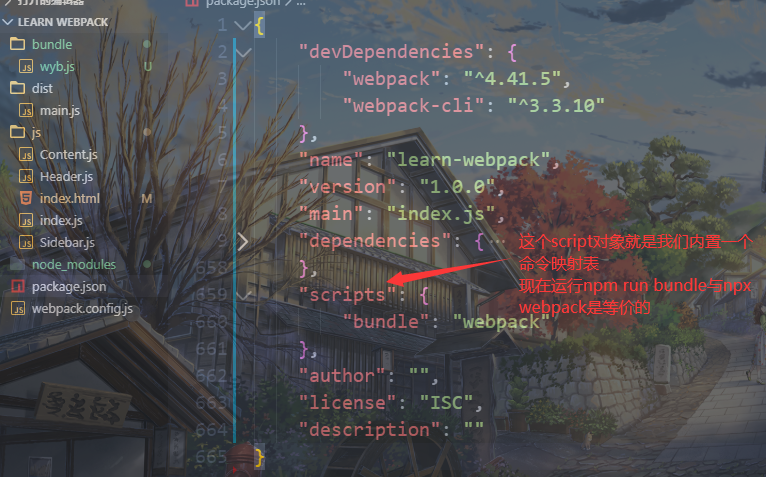 打开的编辑器
package.json > ...
LEARN WEBPACK
bundle
wyb.js U
dist
main.js
js
Content.js
Header.js
index.html M
index.js
Sidebar.js
node_modules
package.json
webpack.config.js
1 {
2 "devDependencies": {
3 "webpack": "^4.41.5",
4 "webpack-cli": "^3.3.10"
5 },
6 "name": "learn-webpack",
7 "version": "1.0.0",
8 "main": "index.js",
9 "dependencies": { ...
658 },
659 "scripts": {
660 "bundle": "webpack"
661 },
662 "author": "",
663 "license": "ISC",
664 "description": ""
665 }
这个script对象就是我们内置一个
命令映射表
现在运行npm run bundle与npx
webpack是等价的